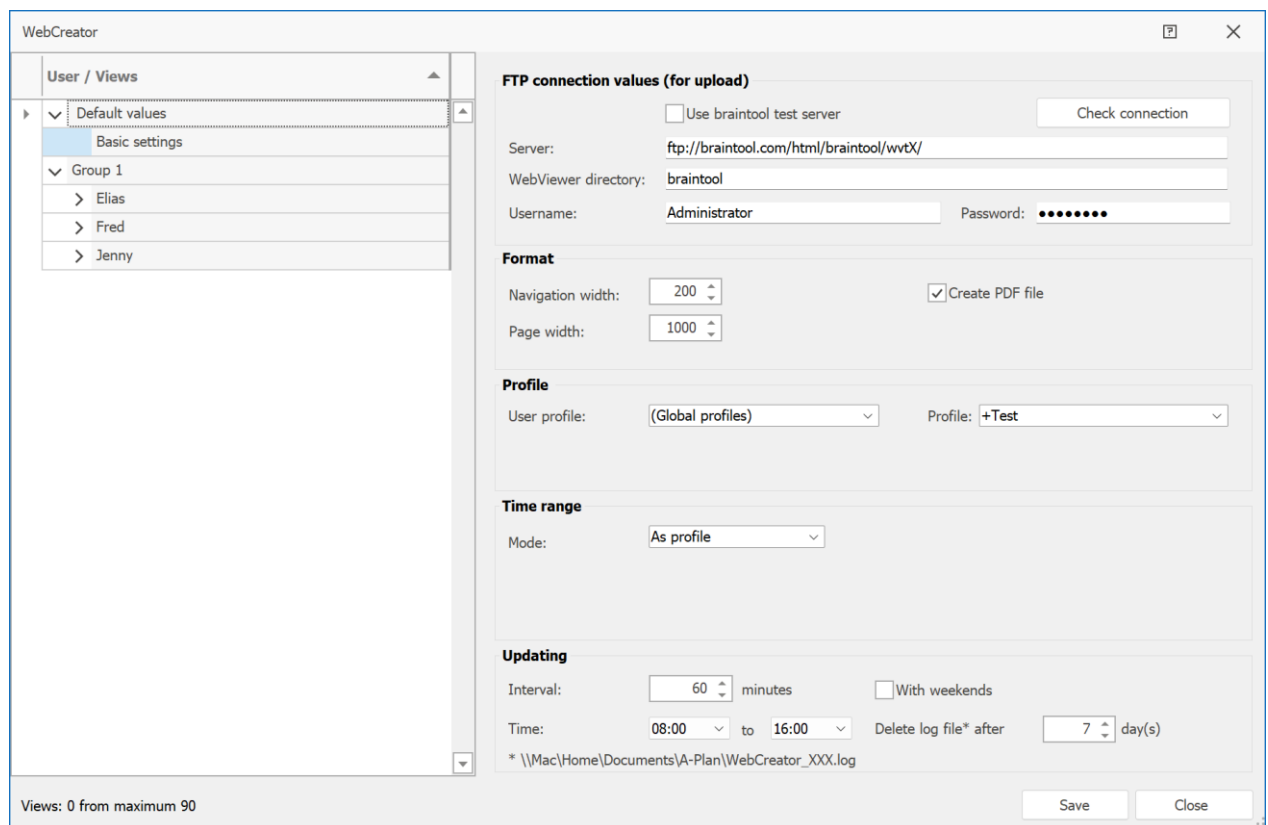 WebCreator
User / Views
Default values
Basic settings
Group 1
Elias
Fred
Jenny
FTP connection values (for upload)
Use braintool test server
Check connection
Server: ftp://braintool.com/html/braintool/wvtX/
WebViewer directory: braintool
Username: Administrator Password: ●●●●●●●●
Format
Navigation width: 200
Create PDF file
Page width: 1000
Profile
User profile: (Global profiles) Profile: +Test
Time range
Mode: As profile
Updating
Interval: 60 minutes With weekends
Time: 08:00 to 16:00 Delete log file* after 7 day(s)
* \\Mac\Home\Documents\A-Plan\WebCreator_XXX.log
Views: 0 from maximum 90
Save Close